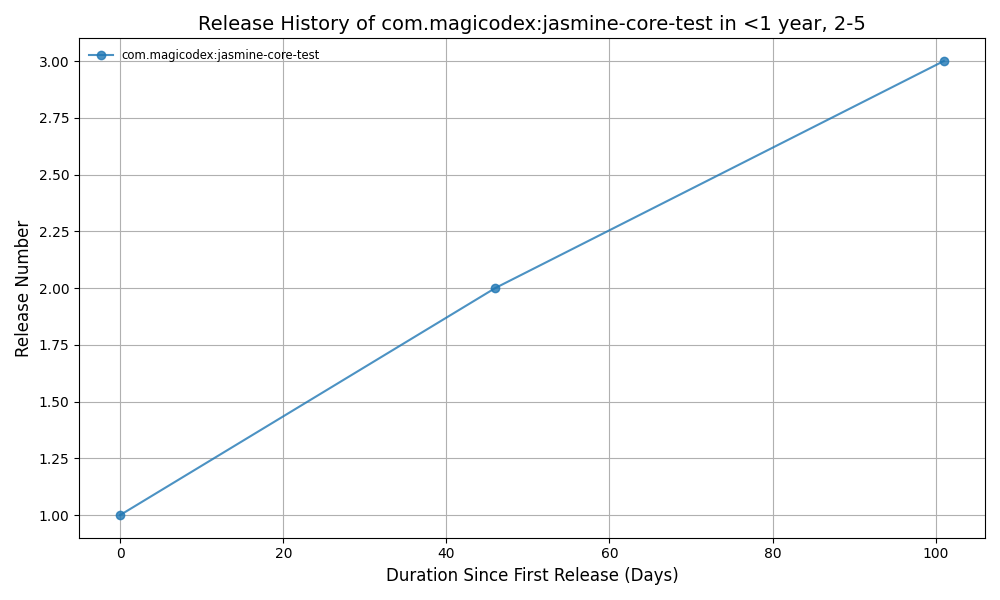 Release History of com.magicodex:jasmine-core-test in <1 year, 2-5
com.magicodex:jasmine-core-test
Release Number
3.00
2.75
2.50
2.25
2.00
1.75
1.50
1.25
1.00
0 20 40 60 80 100
Duration Since First Release (Days)